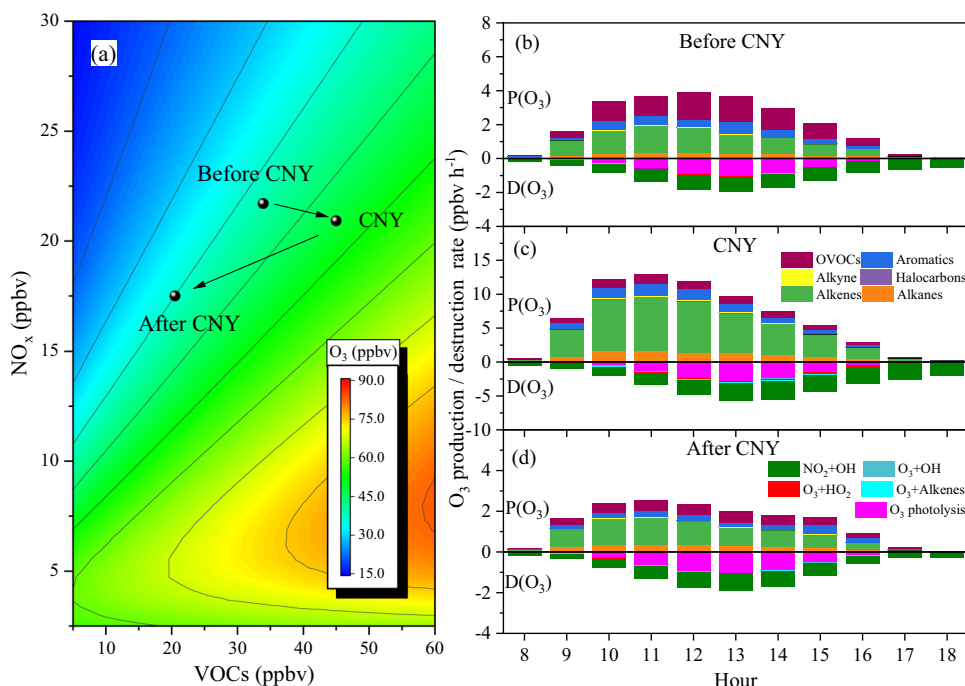 (a)
30
25
20
15
10
5
NOx (ppbv)
Before CNY
CNY
After CNY
O3 (ppbv)
90.0
75.0
60.0
45.0
30.0
15.0
10 20 30 40 50 60
VOCs (ppbv)
O3 production / destruction rate (ppbv h-1)
(b)
Before CNY
8
6
4
2
0
-2
-4
P(O3)
D(O3)
(c)
CNY
15
10
5
0
-5
-10
P(O3)
D(O3)
OVOCs Aromatics
Alkyne Halocarbons
Alkenes Alkanes
(d)
After CNY
4
2
0
-2
-4
P(O3)
D(O3)
NO2+OH O3+OH
O3+HO2 O3+Alkenes
O3 photolysis
8 9 10 11 12 13 14 15 16 17 18
Hour